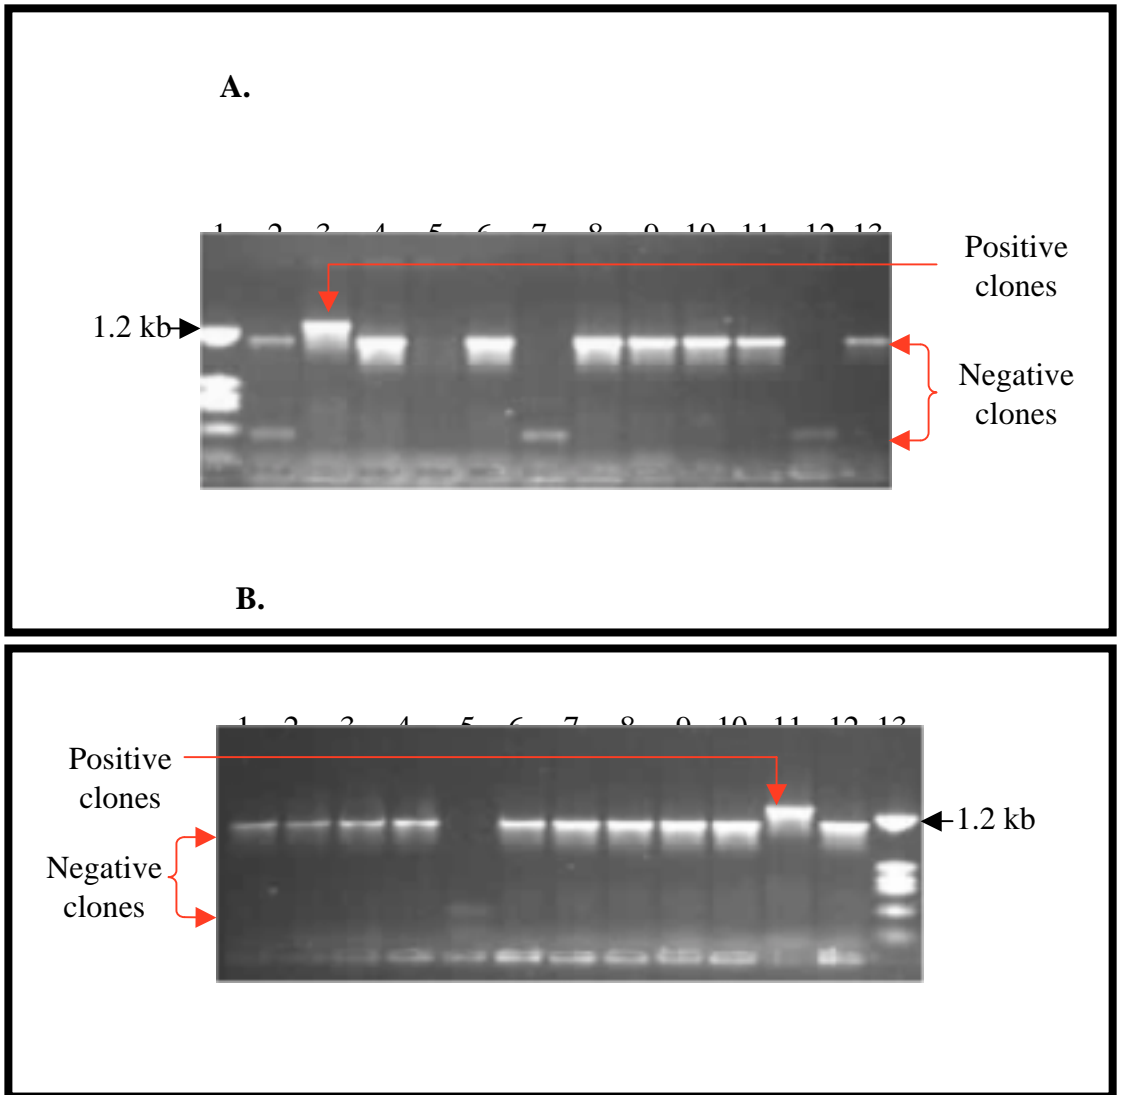 A.
1 2 3 4 5 6 7 8 9 10 11 12 13
Positive
clones
1.2 kb
Negative
clones
B.
1 2 3 4 5 6 7 8 9 10 11 12 13
Positive
clones
1.2 kb
Negative
clones